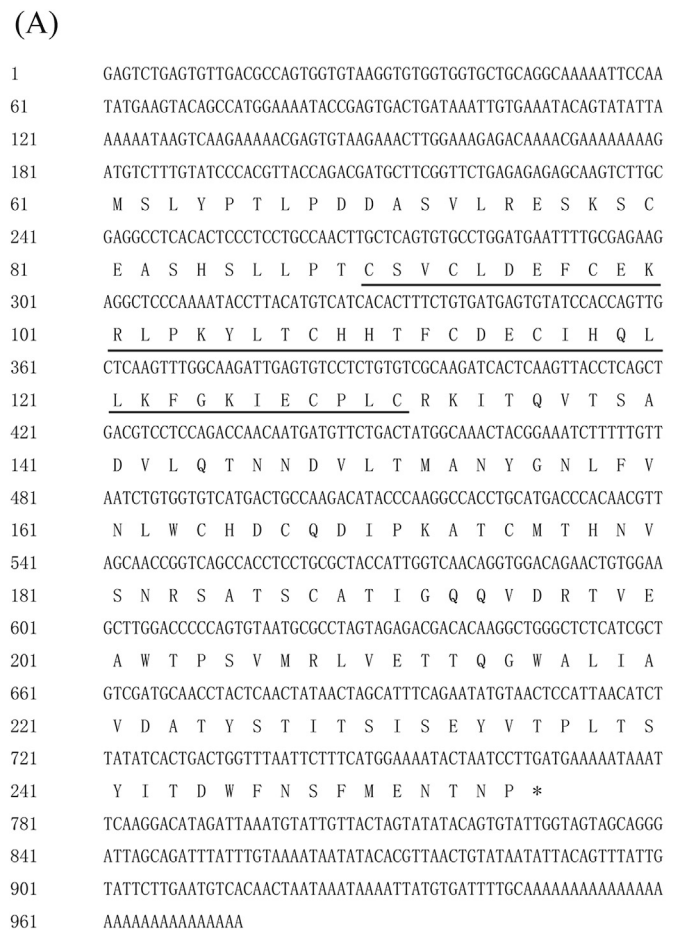 (A)
1 GAGTCTGAGTGTTGACGCCAGTGGTGTAAGGTGTGGTGGTGCTGCAGGCAAAAATTCCAA
61 TATGAAGTACAGCCATGGAAAATACCGAGTGACTGATAAATTGTGAAATACAGTATATTA
121 AAAAATAAGTCAAGAAAAACGAGTGTAAGAAACTTGGAAAGAGACAAAACGAAAAAAAAG
181 ATGTCTTTGTATCCCACGTTACCAGACGATGCTTCGGTTCTGAGAGAGAGCAAGTCTTGC
61 M S L Y P T L P D D A S V L R E S K S C
241 GAGGCCTCACACTCCCTCCTGCCAACTTGCTCAGTGTGCCTGGATGAATTTTGCGAGAAG
81 E A S H S L L P T C S V C L D E F C E K
301 AGGCTCCCAAAATACCTTACATGTCATCACACTTTCTGTGATGAGTGTATCCACCAGTTG
101 R L P K Y L T C H H T F C D E C I H Q L
361 CTCAAGTTTGGCAAGATTGAGTGTCCTCTGTGTCGCAAGATCACTCAAGTTACCTCAGCT
121 L K F G K I E C P L C R K I T Q V T S A
421 GACGTCCTCCAGACCAACAATGATGTTCTGACTATGGCAAACTACGGAAATCTTTTTGTT
141 D V L Q T N N D V L T M A N Y G N L F V
481 AATCTGTGGTGTCATGACTGCCAAGACATACCCAAGGCCACCTGCATGACCCACAACGTT
161 N L W C H D C Q D I P K A T C M T H N V
541 AGCAACCGGTCAGCCACCTCCTGCGCTACCATTGGTCAACAGGTGGACAGAACTGTGGAA
181 S N R S A T S C A T I G Q Q V D R T V E
601 GCTTGGACCCCCAGTGTAATGCGCCTAGTAGAGACGACACAAGGCTGGGCTCTCATCGCT
201 A W T P S V M R L V E T T Q G W A L I A
661 GTCGATGCAACCTACTCAACTATAACTAGCATTTCAGAATATGTAACTCCATTAACATCT
221 V D A T Y S T I T S I S E Y V T P L T S
721 TATATCACTGACTGGTTTAATTCTTTCATGGAAAATACTAATCCTTGATGAAAAATAAAT
241 Y I T D W F N S F M E N T N P *
781 TCAAGGACATAGATTAAATGTATTGTTACTAGTATATACAGTGTATTGGTAGTAGCAGGG
841 ATTAGCAGATTTATTTGTAAAATAATATACACGTTAACTGTATAATATTACAGTTTATTG
901 TATTCTTGAATGTCACAACTAATAAATAAAATTATGTGATTTTGCAAAAAAAAAAAAAAA
961 AAAAAAAAAAAAAAA